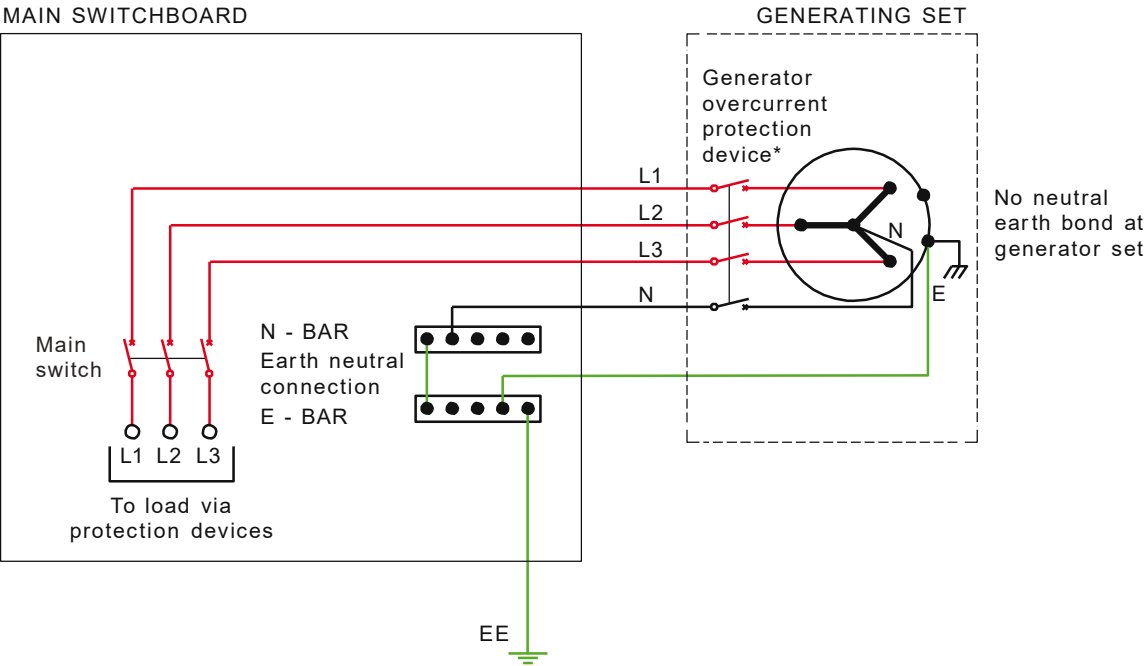 MAIN SWITCHBOARD
GENERATING SET
Generator
overcurrent
protection
device*
L1
L2
L3
N
N
E
No neutral
earth bond at
generator set
Main
switch
N - BAR
Earth neutral
connection
E - BAR
L1 L2 L3
To load via
protection devices
EE